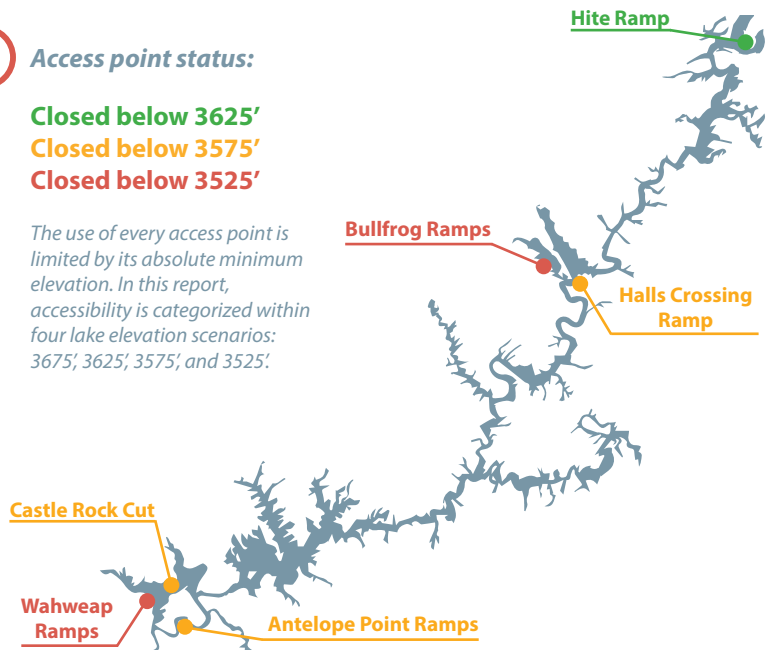 Hite Ramp
Access point status:
Closed below 3625’
Closed below 3575’
Closed below 3525’
The use of every access point is
limited by its absolute minimum
elevation. In this report,
accessibility is categorized within
four lake elevation scenarios:
3675’, 3625’, 3575’, and 3525’.
Bullfrog Ramps
Halls Crossing
Ramp
Castle Rock Cut
Wahweap
Ramps
Antelope Point Ramps